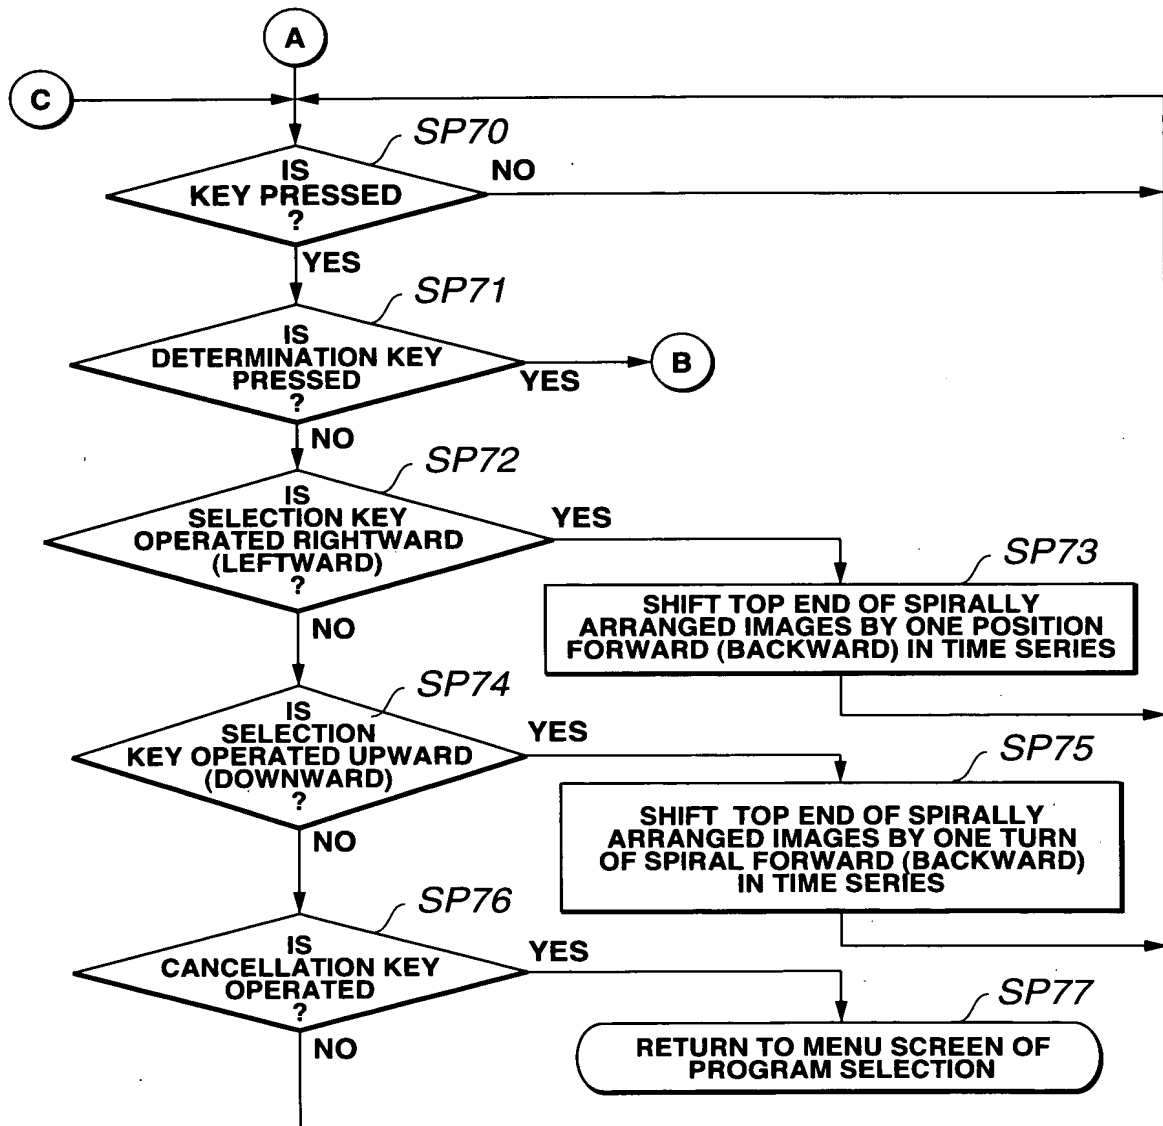 A
C
SP70
IS
KEY PRESSED
?
NO
YES
SP71
IS
DETERMINATION KEY
PRESSED
?
YES
B
NO
SP72
IS
SELECTION KEY
OPERATED RIGHTWARD
(LEFTWARD)
?
YES
NO
SP73
SHIFT TOP END OF SPIRALLY
ARRANGED IMAGES BY ONE POSITION
FORWARD (BACKWARD) IN TIME SERIES
SP74
IS
SELECTION
KEY OPERATED UPWARD
(DOWNWARD)
?
YES
NO
SP75
SHIFT TOP END OF SPIRALLY
ARRANGED IMAGES BY ONE TURN
OF SPIRAL FORWARD (BACKWARD)
IN TIME SERIES
SP76
IS
CANCELLATION KEY
OPERATED
?
YES
NO
SP77
RETURN TO MENU SCREEN OF
PROGRAM SELECTION